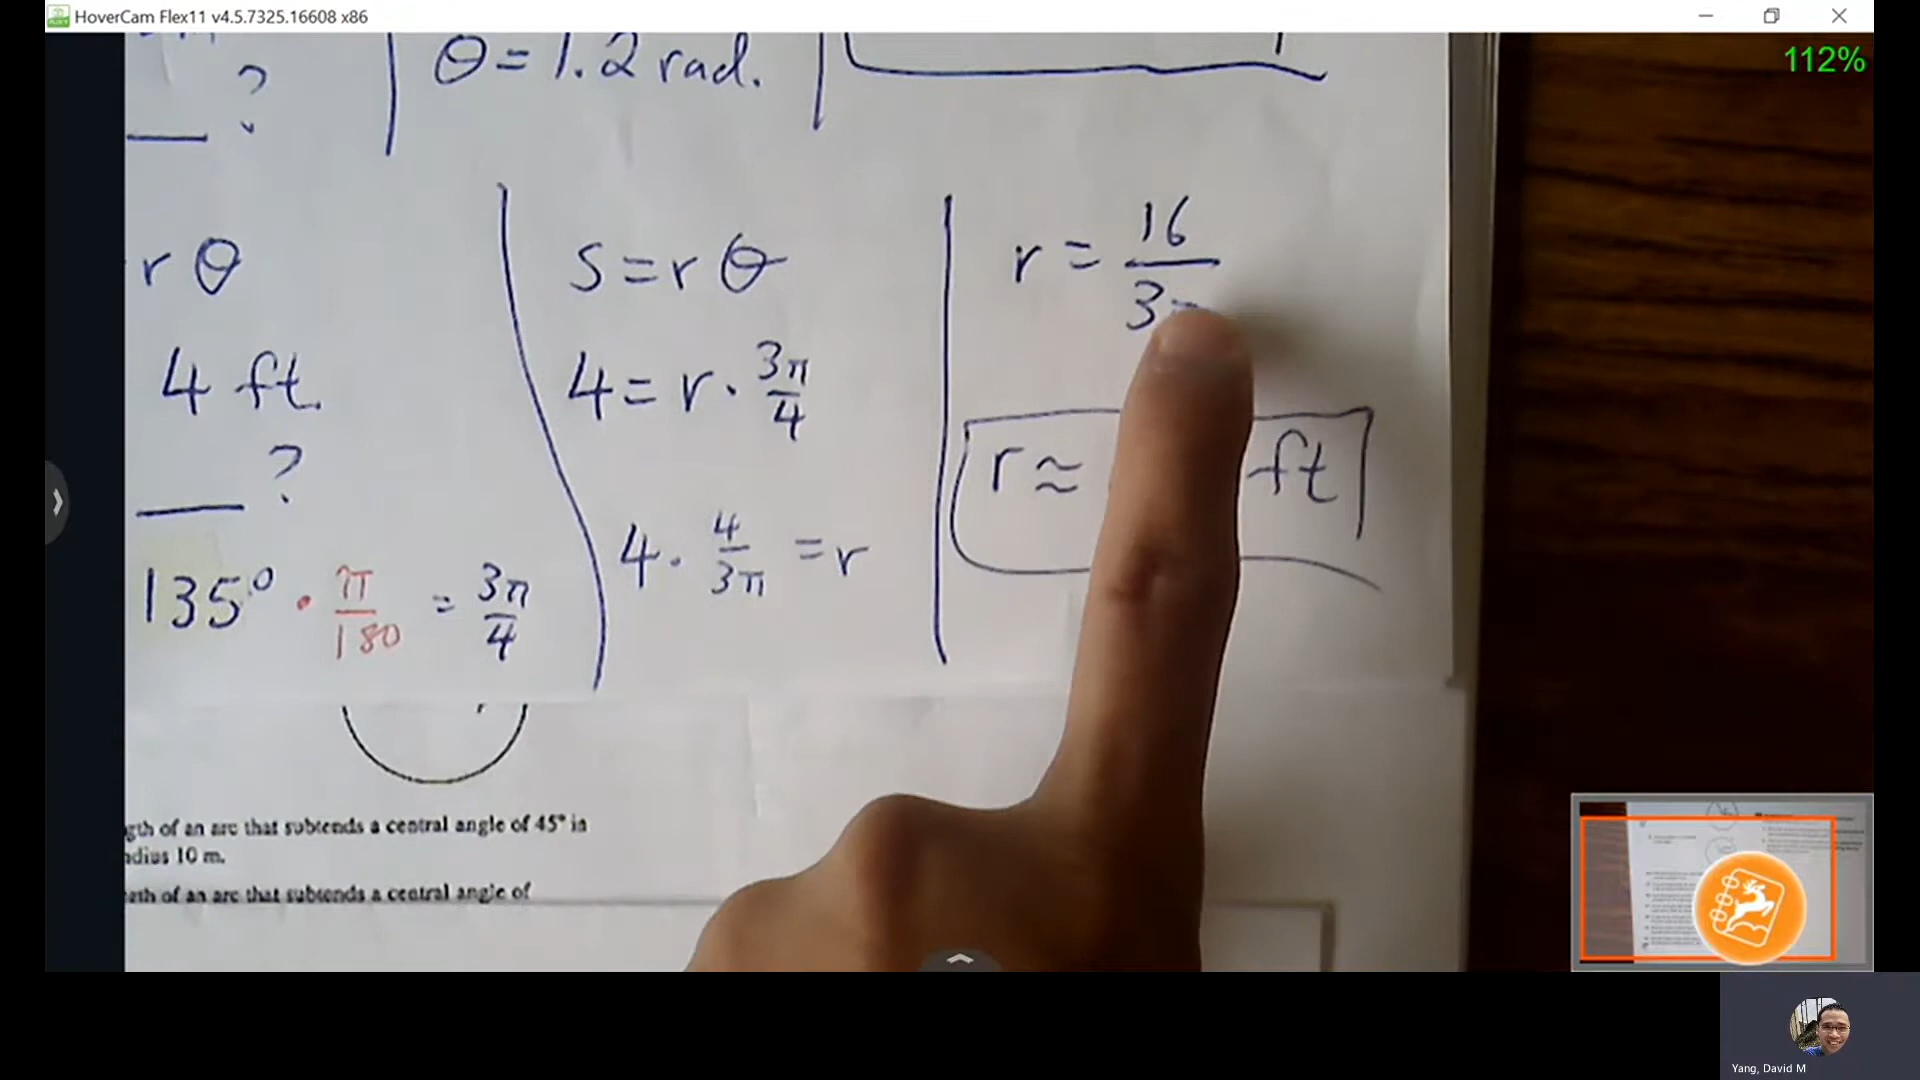 HoverCam Flex11 v4.5.7325.16608 x86
112%
?
θ = 1.2 rad.
r θ
4 ft.
?
135° · π/180 = 3π/4
s = r θ
4 = r · 3π/4
4 · 4/3π = r
r = 16/3
r ≈ ft
gth of an arc that subtends a central angle of 45° in
adius 10 m.
gth of an arc that subtends a central angle of
Yang, David M